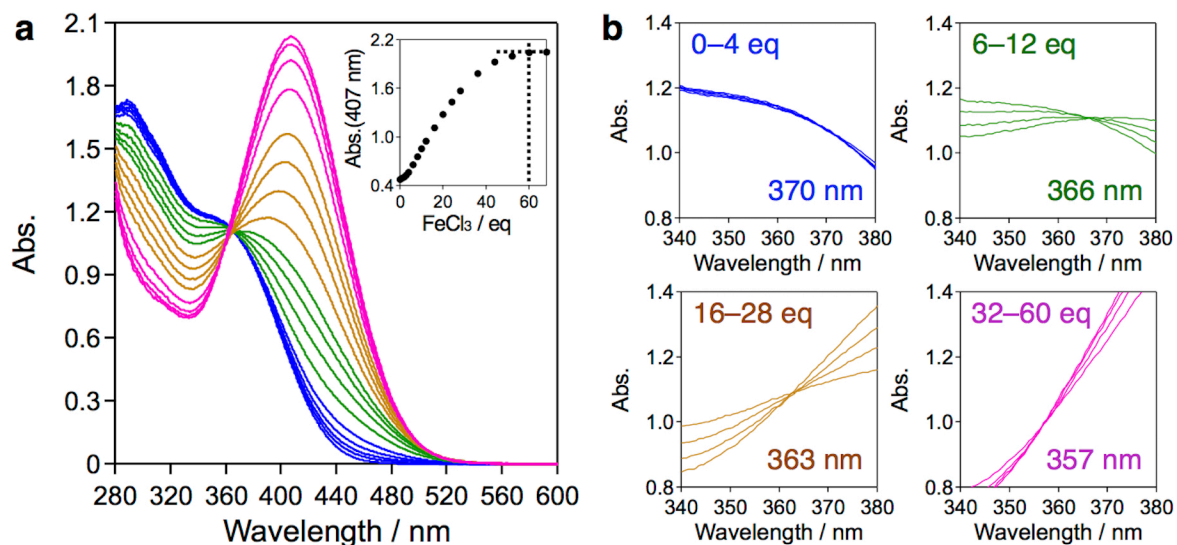 a
2.1
1.8
1.5
1.2
0.9
0.6
0.3
0
Abs.
280 320 360 400 440 480 520 560 600
Wavelength / nm
2.2
1.6
1.0
0.4
Abs.(407 nm)
0 20 40 60
FeCl₃ / eq
b
0–4 eq
1.4
1.2
1.0
0.8
Abs.
370 nm
340 350 360 370 380
Wavelength / nm
6–12 eq
1.4
1.2
1.0
0.8
Abs.
366 nm
340 350 360 370 380
Wavelength / nm
16–28 eq
1.4
1.2
1.0
0.8
Abs.
363 nm
340 350 360 370 380
Wavelength / nm
32–60 eq
1.4
1.2
1.0
0.8
Abs.
357 nm
340 350 360 370 380
Wavelength / nm